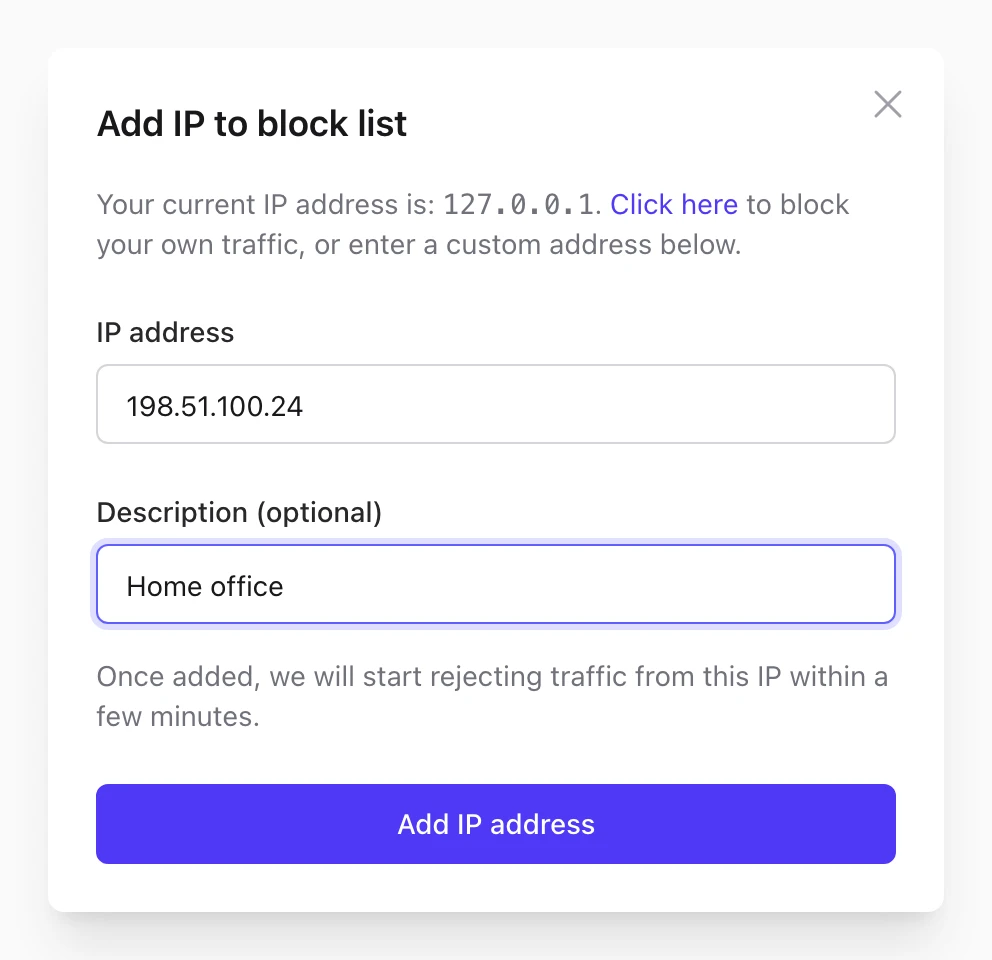 Add IP to block list
Your current IP address is: 127.0.0.1. Click here to block
your own traffic, or enter a custom address below.
IP address
198.51.100.24
Description (optional)
Home office
Once added, we will start rejecting traffic from this IP within a
few minutes.
Add IP address